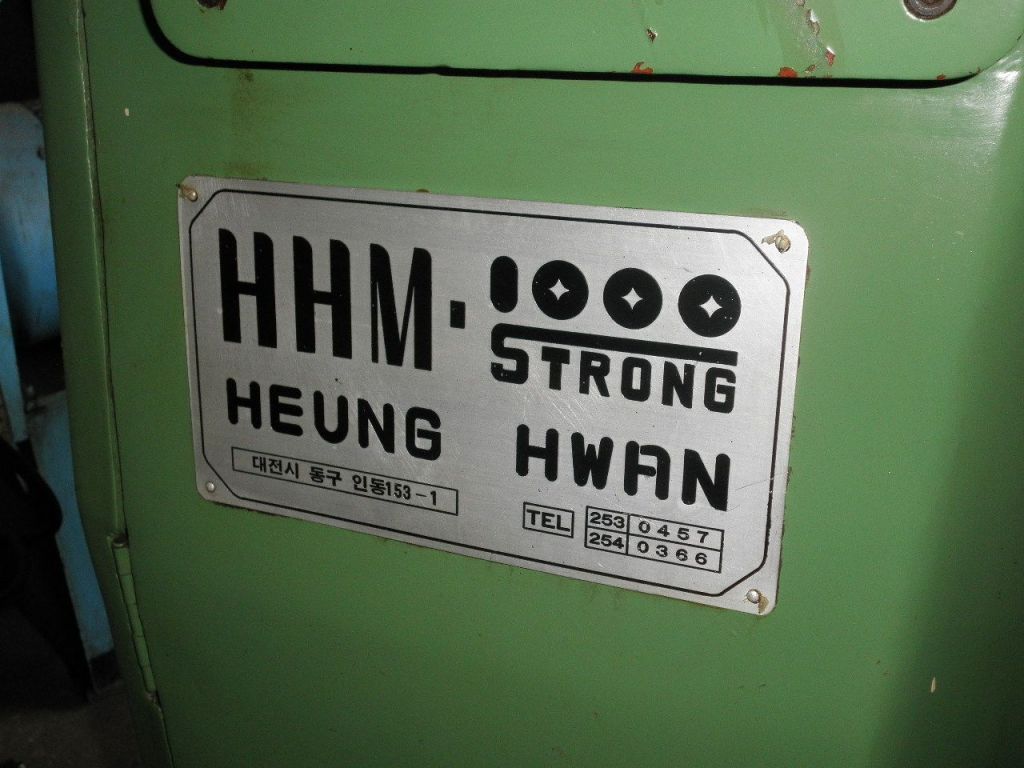 HHM-1000
STRONG
HEUNG HWAN
대전시 동구 인동153-1
TEL 253 0457
254 0366